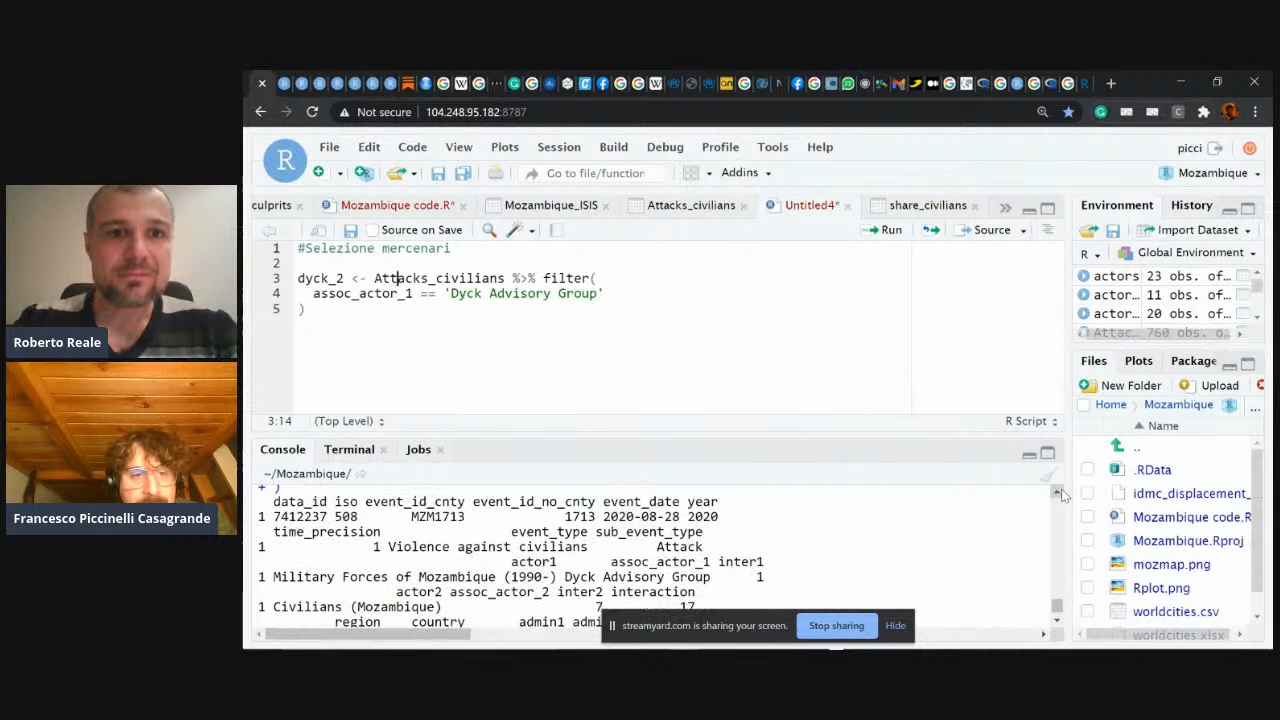 Not secure 104.248.95.182:8787
File Edit Code View Plots Session Build Debug Profile Tools Help
picci
Go to file/function Addins
Mozambique
culprits Mozambique code.R* Mozambique_ISIS Attacks_civilians Untitled4* share_civilians
Source on Save Run Source
1 #Selezione mercenari
2
3 dyck_2 <- Attacks_civilians %>% filter(
4 assoc_actor_1 == 'Dyck Advisory Group'
5 )
3:14 (Top Level) R Script
Console Terminal Jobs
~/Mozambique/
+ )
data_id iso event_id_cnty event_id_no_cnty event_date year
1 7412237 508 MZM1713 1713 2020-08-28 2020
time_precision event_type sub_event_type
1 1 Violence against civilians Attack
actor1 assoc_actor_1 inter1
1 Military Forces of Mozambique (1990-) Dyck Advisory Group 1
actor2 assoc_actor_2 inter2 interaction
1 Civilians (Mozambique) 7 17
region country admin1
Environment History
Import Dataset
R Global Environment
actors 23 obs. of…
actor… 11 obs. of…
actor… 20 obs. of…
Attac… 760 obs. o…
Files Plots Package
New Folder Upload
Home Mozambique ...
Name
..
.RData
idmc_displacement_
Mozambique code.R
Mozambique.Rproj
mozmap.png
Rplot.png
worldcities.csv
worldcities.xlsx
streamyard.com is sharing your screen. Stop sharing Hide
Roberto Reale
Francesco Piccinelli Casagrande